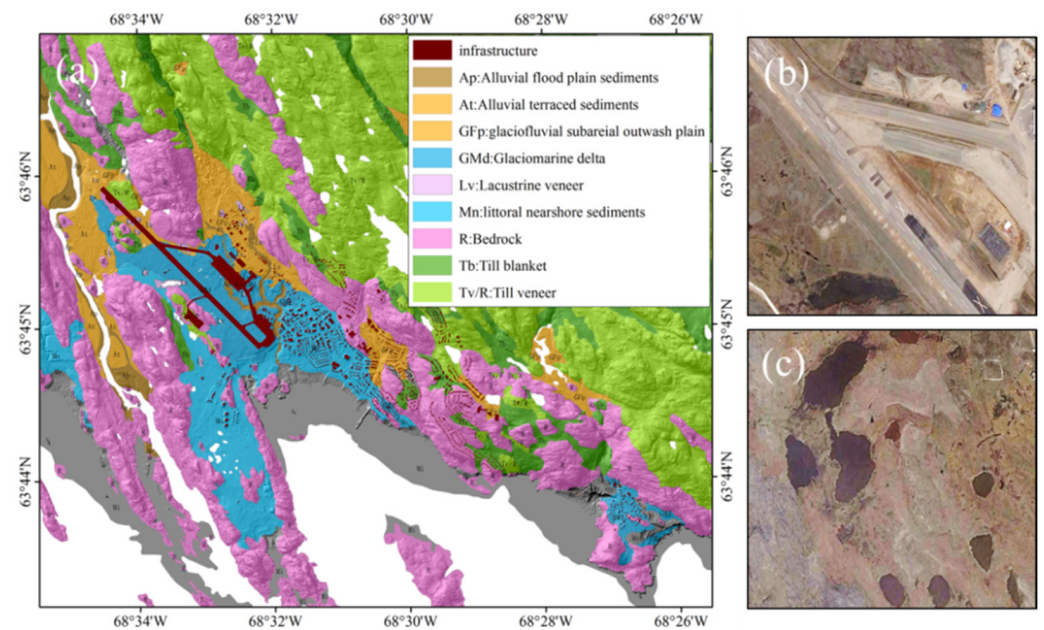 68°34'W 68°32'W 68°30'W 68°28'W 68°26'W
(a)
infrastructure
Ap:Alluvial flood plain sediments
At:Alluvial terraced sediments
GFp:glaciofluvial subareial outwash plain
GMd:Glaciomarine delta
Lv:Lacustrine veneer
Mn:littoral nearshore sediments
R:Bedrock
Tb:Till blanket
Tv/R:Till veneer
63°46'N
63°45'N
63°44'N
63°46'N
63°45'N
63°44'N
68°34'W 68°32'W 68°30'W 68°28'W 68°26'W
(b)
(c)